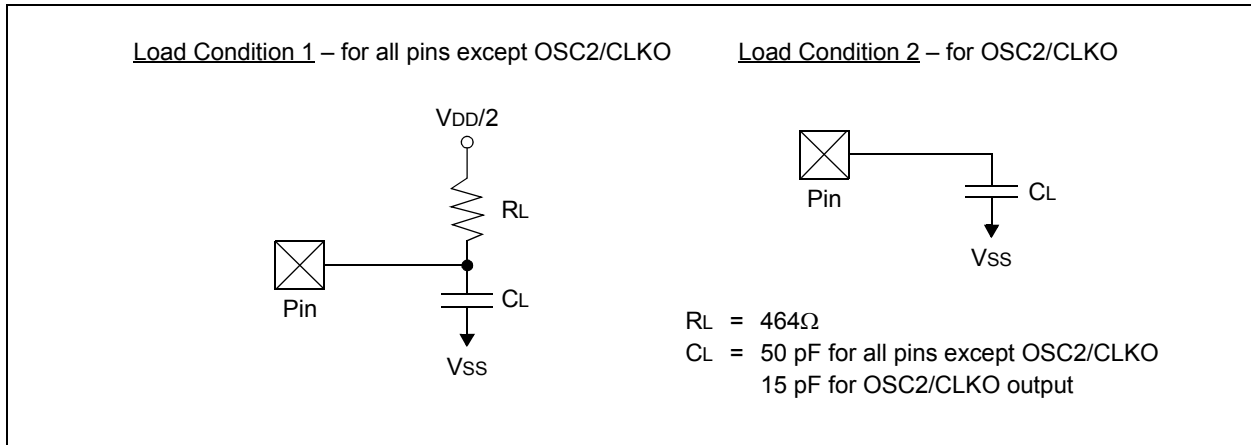 Load Condition 1 – for all pins except OSC2/CLKO
VDD/2
RL
Pin
CL
VSS
Load Condition 2 – for OSC2/CLKO
Pin
CL
VSS
RL = 464Ω
CL = 50 pF for all pins except OSC2/CLKO
15 pF for OSC2/CLKO output